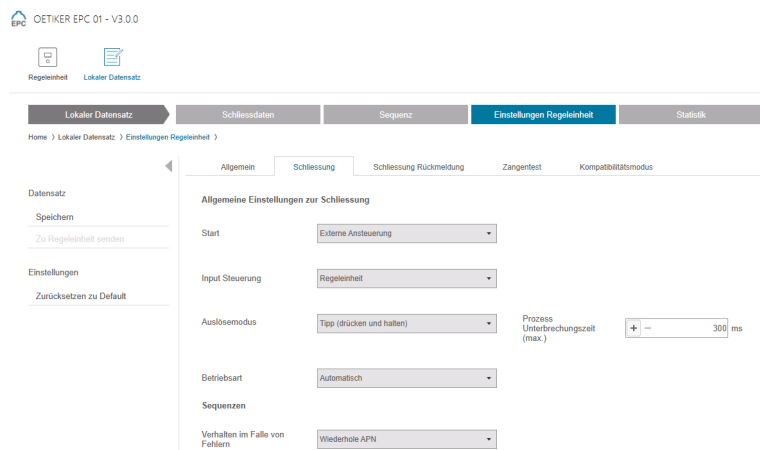 EPC OETIKER EPC 01 - V3.0.0
Regeleinheit Lokaler Datensatz
Lokaler Datensatz Schliessdaten Sequenz Einstellungen Regeleinheit Statistik
Home > Lokaler Datensatz > Einstellungen Regeleinheit >
Allgemein Schliessung Schliessung Rückmeldung Zangentest Kompatibilitätsmodus
Datensatz
Speichern
Zu Regeleinheit senden
Einstellungen
Zurücksetzen zu Default
Allgemeine Einstellungen zur Schliessung
Start Externe Ansteuerung
Input Steuerung Regeleinheit
Auslösemodus Tipp (drücken und halten)
Prozess
Unterbrechungszeit
(max.)
+ − 300 ms
Betriebsart Automatisch
Sequenzen
Verhalten im Falle von
Fehlern
Wiederhole APN